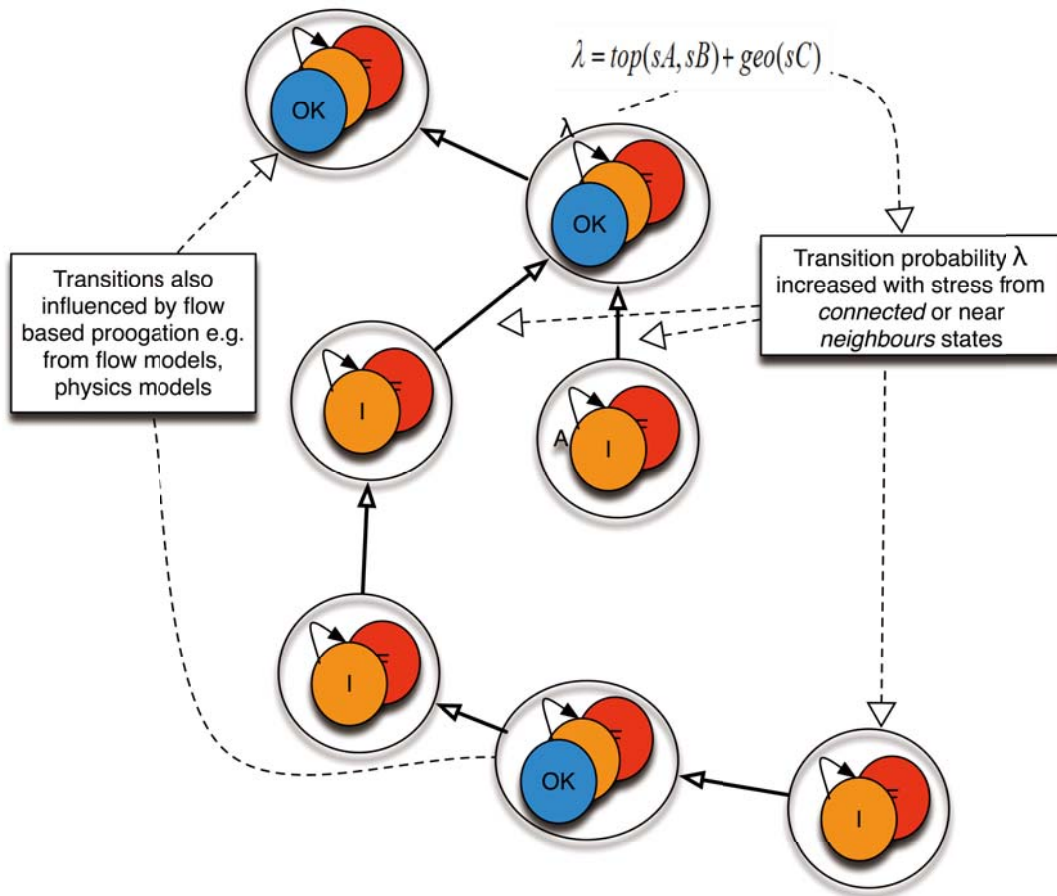 λ = top(sA, sB) + geo(sC)
F
OK
λ
F
OK
Transitions also
influenced by flow
based proogation e.g.
from flow models,
physics models
Transition probability λ
increased with stress from
connected or near
neighbours states
F
I
F
A
I
F
I
F
OK
F
I